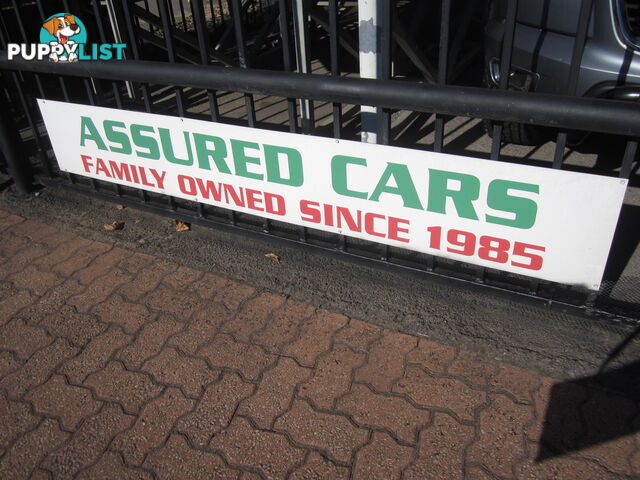 PUPPYLIST
ASSURED CARS
FAMILY OWNED SINCE 1985